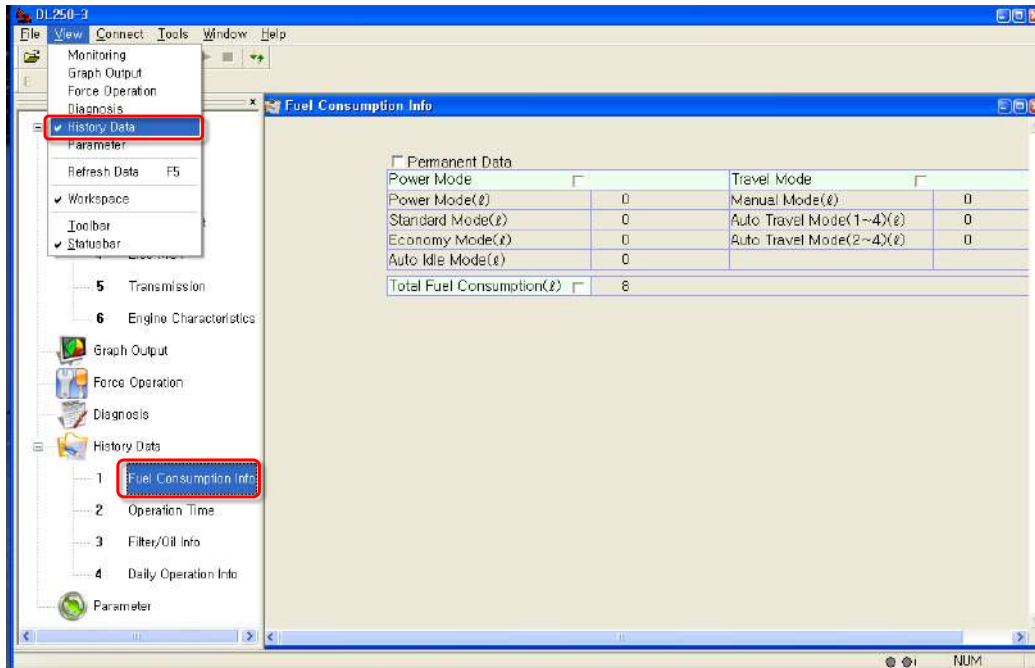 DL250-3
File View Connect Tools Window Help
Monitoring
Graph Output
Force Operation
Diagnosis
History Data
Parameter
Refresh Data F5
Workspace
Toolbar
Statusbar
5 Transmission
6 Engine Characteristics
Graph Output
Force Operation
Diagnosis
History Data
1 Fuel Consumption Info
2 Operation Time
3 Filter/Oil Info
4 Daily Operation Info
Parameter
Fuel Consumption Info
Permanent Data
Power Mode Travel Mode
Power Mode(ℓ) 0 Manual Mode(ℓ) 0
Standard Mode(ℓ) 0 Auto Travel Mode(1~4)(ℓ) 0
Economy Mode(ℓ) 0 Auto Travel Mode(2~4)(ℓ) 0
Auto Idle Mode(ℓ) 0
Total Fuel Consumption(ℓ) 8
NUM